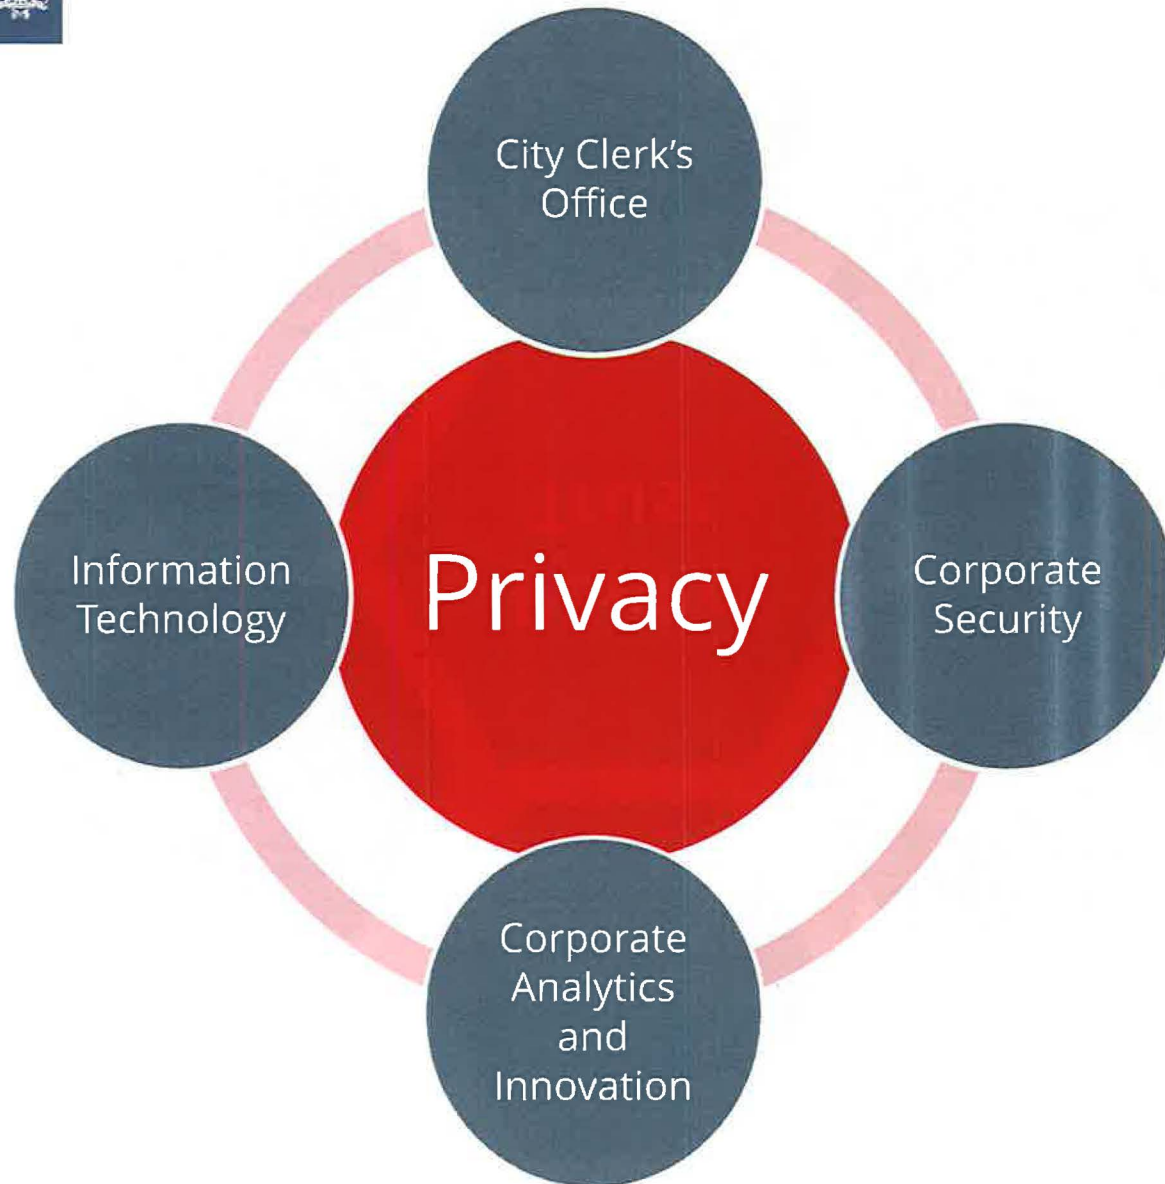 City Clerk's
Office
Information
Technology
Privacy
Corporate
Security
Corporate
Analytics
and
Innovation